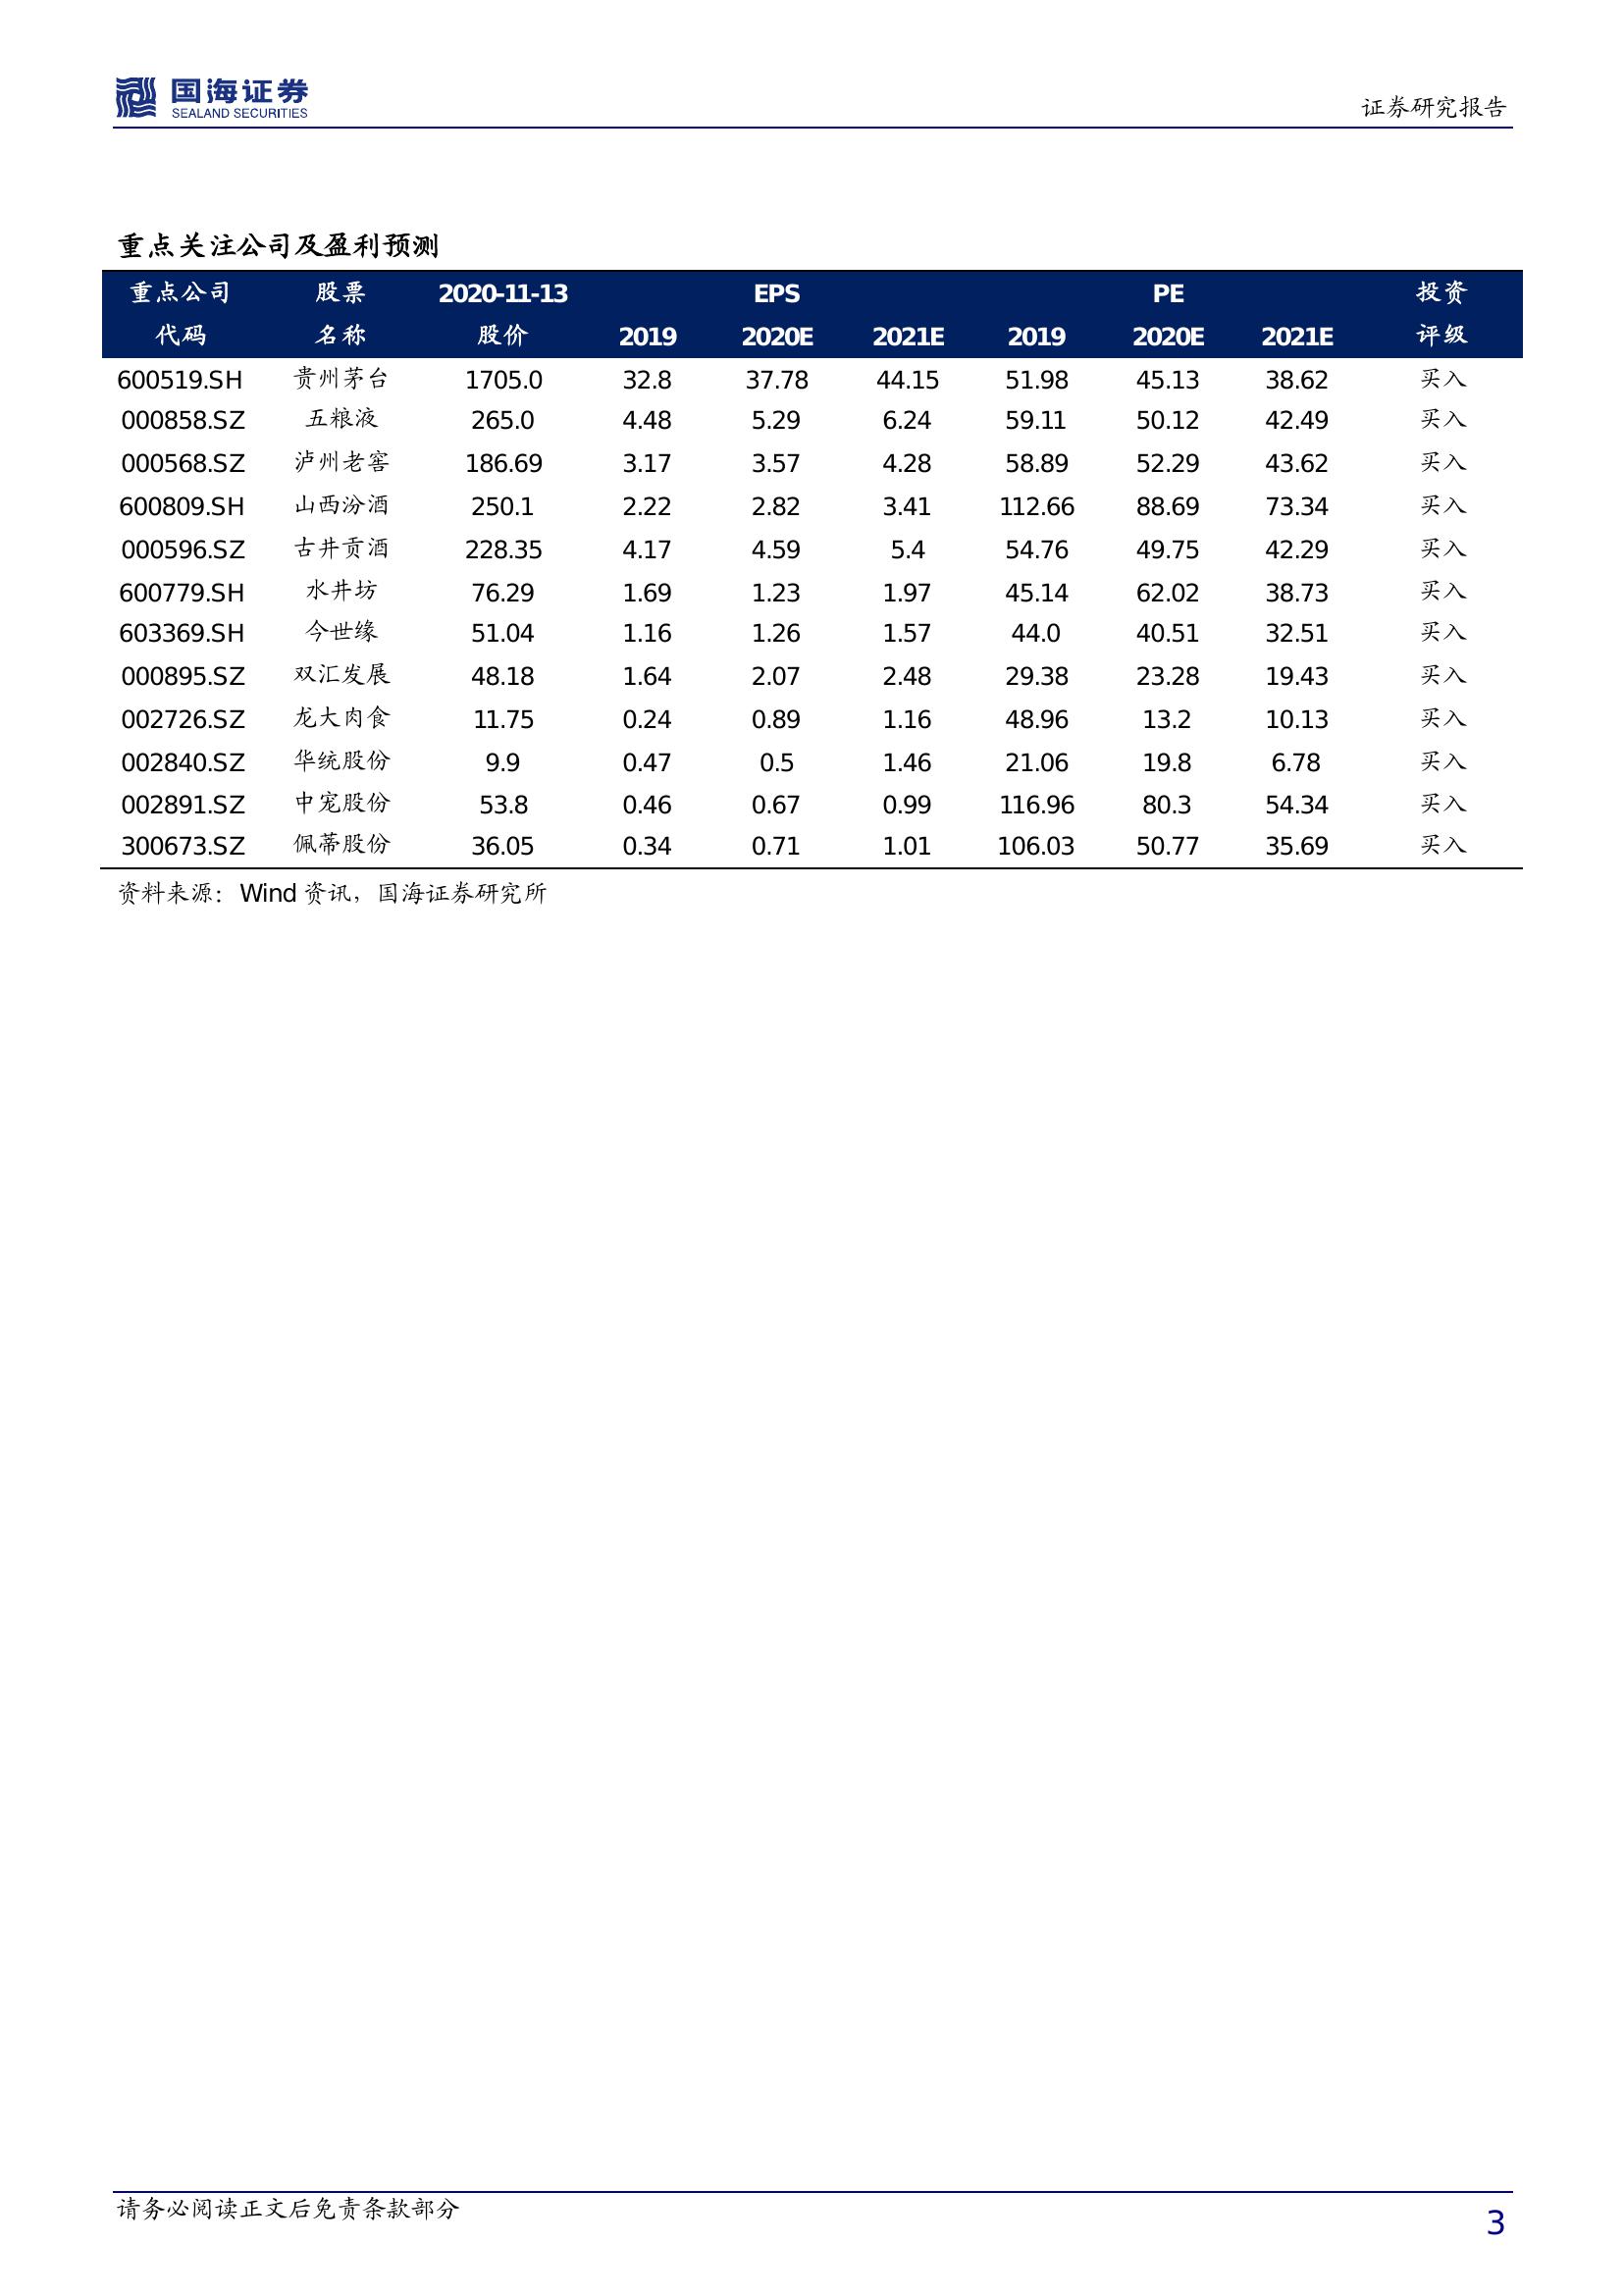 国海证券
SEALAND SECURITIES
证券研究报告
重点关注公司及盈利预测
重点公司 股票 2020-11-13 EPS PE 投资
代码 名称 股价 2019 2020E 2021E 2019 2020E 2021E 评级
600519.SH 贵州茅台 1705.0 32.8 37.78 44.15 51.98 45.13 38.62 买入
000858.SZ 五粮液 265.0 4.48 5.29 6.24 59.11 50.12 42.49 买入
000568.SZ 泸州老窖 186.69 3.17 3.57 4.28 58.89 52.29 43.62 买入
600809.SH 山西汾酒 250.1 2.22 2.82 3.41 112.66 88.69 73.34 买入
000596.SZ 古井贡酒 228.35 4.17 4.59 5.4 54.76 49.75 42.29 买入
600779.SH 水井坊 76.29 1.69 1.23 1.97 45.14 62.02 38.73 买入
603369.SH 今世缘 51.04 1.16 1.26 1.57 44.0 40.51 32.51 买入
000895.SZ 双汇发展 48.18 1.64 2.07 2.48 29.38 23.28 19.43 买入
002726.SZ 龙大肉食 11.75 0.24 0.89 1.16 48.96 13.2 10.13 买入
002840.SZ 华统股份 9.9 0.47 0.5 1.46 21.06 19.8 6.78 买入
002891.SZ 中宠股份 53.8 0.46 0.67 0.99 116.96 80.3 54.34 买入
300673.SZ 佩蒂股份 36.05 0.34 0.71 1.01 106.03 50.77 35.69 买入
资料来源：Wind 资讯，国海证券研究所
请务必阅读正文后免责条款部分
3